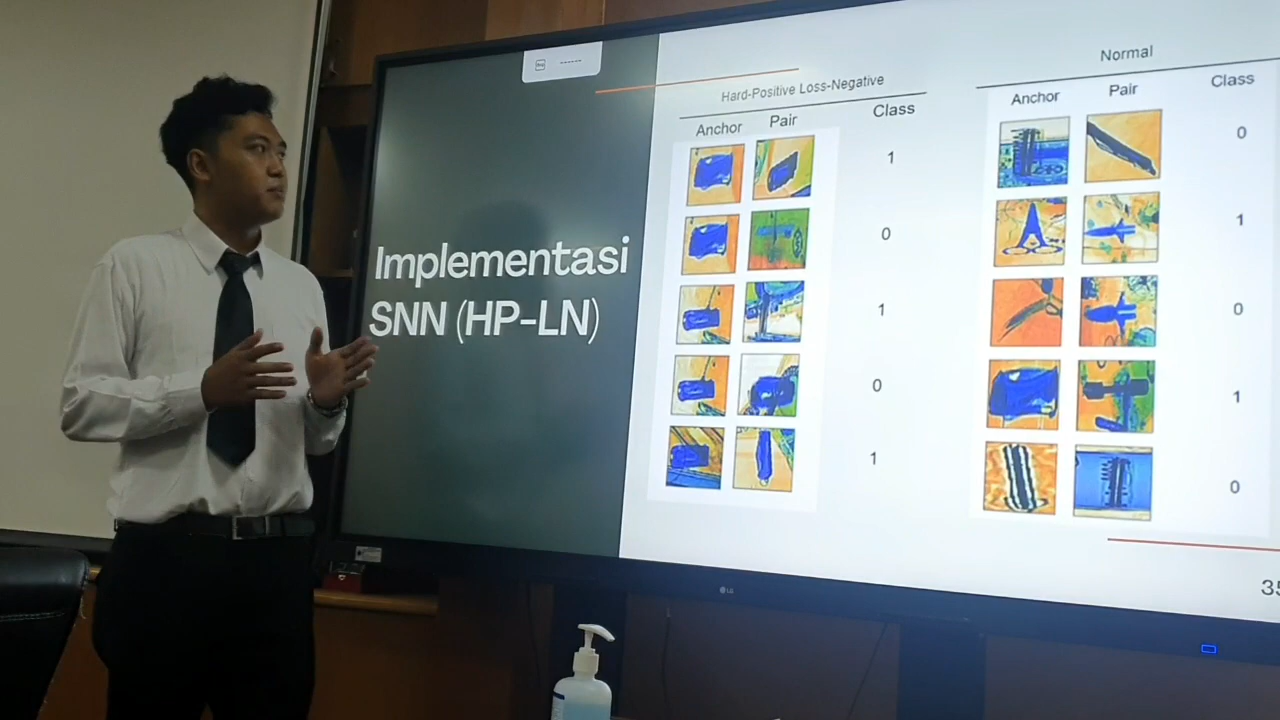 Implementasi
SNN (HP-LN)
Hard-Positive Loss-Negative
Anchor Pair Class
1
0
1
0
1
Normal
Anchor Pair Class
0
1
0
1
0
LG